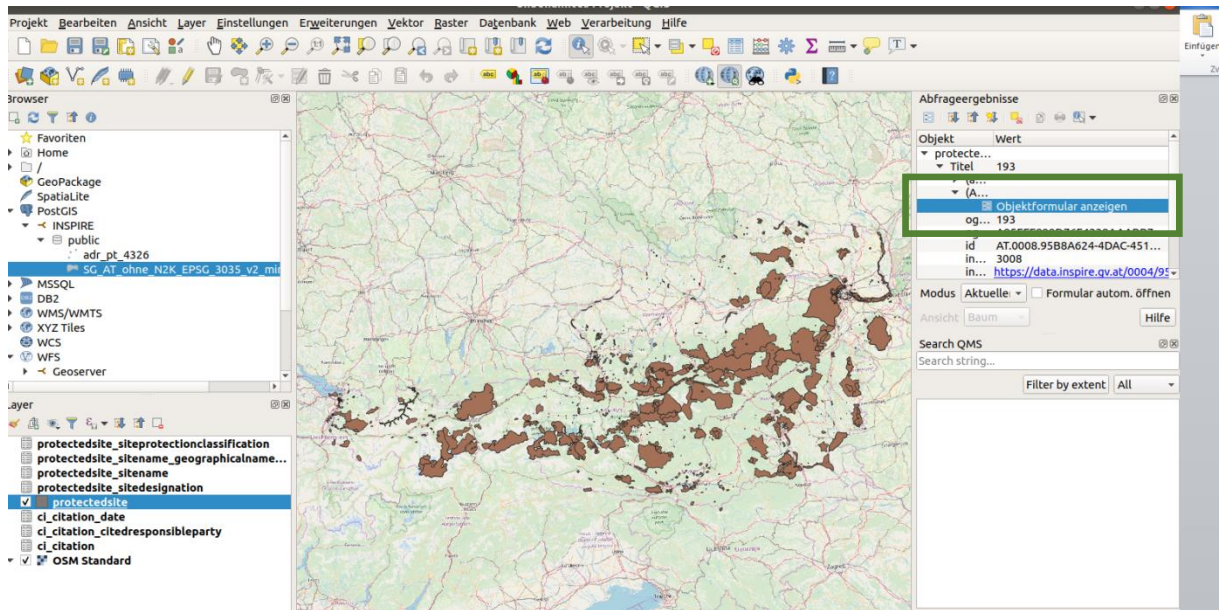 Projekt Bearbeiten Ansicht Layer Einstellungen Erweiterungen Vektor Raster Datenbank Web Verarbeitung Hilfe
Einfügen
Browser
Favoriten
Home
/
GeoPackage
SpatiaLite
PostGIS
INSPIRE
public
adr_pt_4326
SG_AT_ohne_N2K_EPSG_3035_v2_mi
MSSQL
DB2
WMS/WMTS
XYZ Tiles
WCS
WFS
Geoserver
Layer
protectedsite_siteprotectionclassification
protectedsite_sitename_geographicalname...
protectedsite_sitename
protectedsite_sitedesignation
protectedsite
ci_citation_date
ci_citation_citedresponsibleparty
ci_citation
OSM Standard
Abfrageergebnisse
Objekt Wert
protecte...
Titel 193
(A...
Objektformular anzeigen
og... 193
id AT.0008.95B8A624-4DAC-451...
in... 3008
in... https://data.inspire.gv.at/0004/95
Modus Aktuelle Formular autom. öffnen
Ansicht Baum Hilfe
Search QMS
Search string...
Filter by extent All